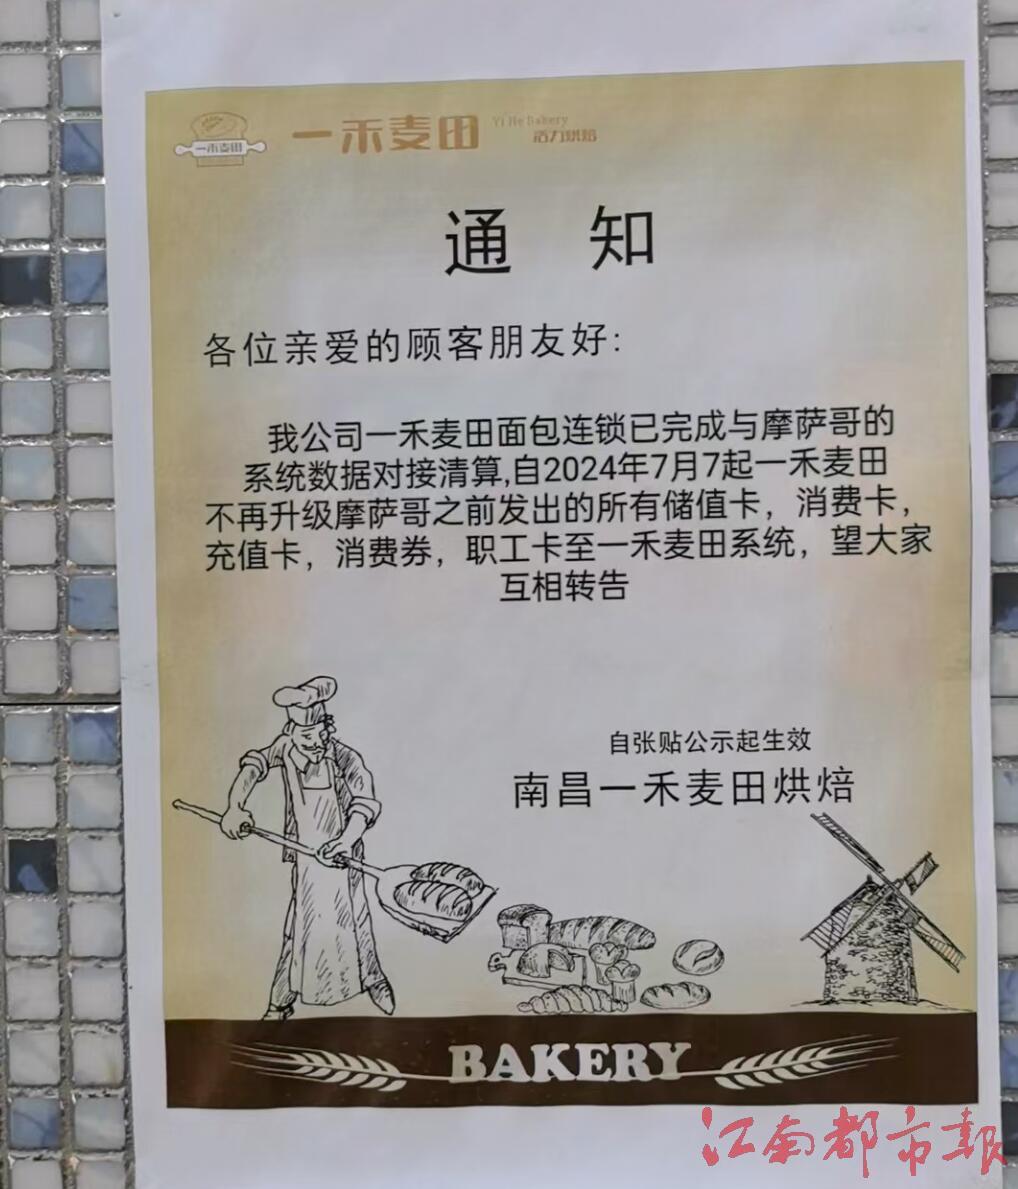 一禾麦田
一禾麦田
Yi He Bakery
活力烘焙
通 知
各位亲爱的顾客朋友好:
我公司一禾麦田面包连锁已完成与摩萨哥的
系统数据对接清算,自2024年7月7起一禾麦田
不再升级摩萨哥之前发出的所有储值卡，消费卡，
充值卡，消费券，职工卡至一禾麦田系统，望大家
互相转告
自张贴公示起生效
南昌一禾麦田烘焙
BAKERY
江南都市報